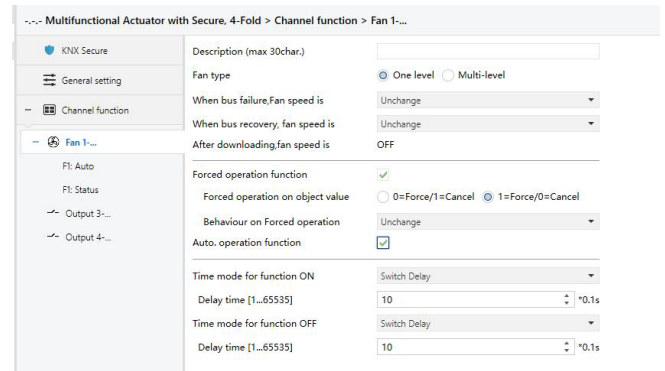 -.-.- Multifunctional Actuator with Secure, 4-Fold > Channel function > Fan 1-...
KNX Secure
Description (max 30char.)
General setting
Fan type One level Multi-level
When bus failure,Fan speed is Unchange
Channel function
When bus recovery, fan speed is Unchange
Fan 1-...
After downloading,fan speed is OFF
F1: Auto
Forced operation function
F1: Status
Forced operation on object value 0=Force/1=Cancel 1=Force/0=Cancel
Output 3-...
Behaviour on Forced operation Unchange
Output 4-...
Auto. operation function
Time mode for function ON Switch Delay
Delay time [1...65535] 10 *0.1s
Time mode for function OFF Switch Delay
Delay time [1...65535] 10 *0.1s